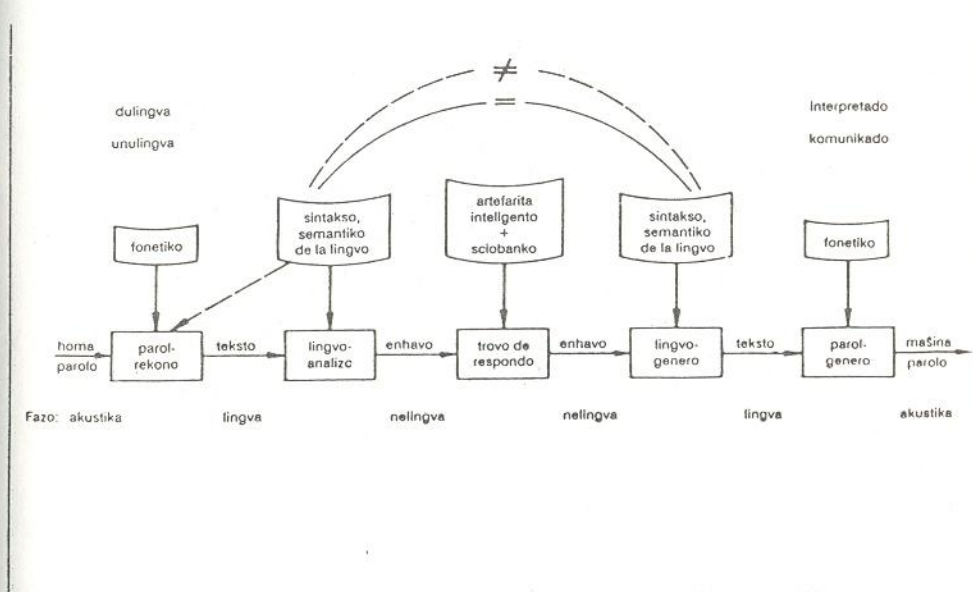 ≠
=
dulingva
Interpretado
unulingva
komunikado
fonetiko
sintakso,
semantiko
de la lingvo
artefarita
inteligento
+
sciobanko
sintakso,
semantiko
de la lingvo
fonetiko
homa
parolo
parol-
rekono
teksto
lingvo-
analizo
enhavo
trovo de
respondo
enhavo
lingvo-
genero
teksto
parol-
genero
maŝina
parolo
Fazo: akustika lingva nelingva nelingva lingva akustika